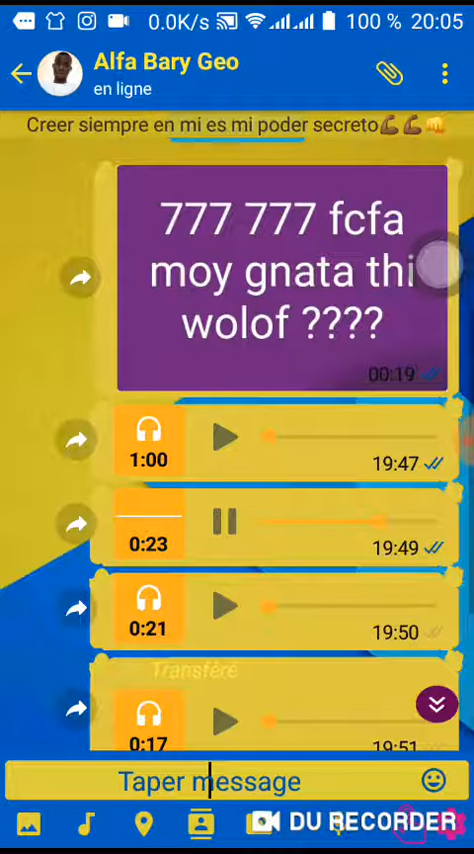 0.0K/s 100 % 20:05
Alfa Bary Geo
en ligne
Creer siempre en mi es mi poder secreto💪🏾💪🏾👊
777 777 fcfa
moy gnata thi
wolof ????
00:19
1:00
19:47
0:23
19:49
0:21
19:50
Transféré
0:17
19:51
Taper message
DU RECORDER